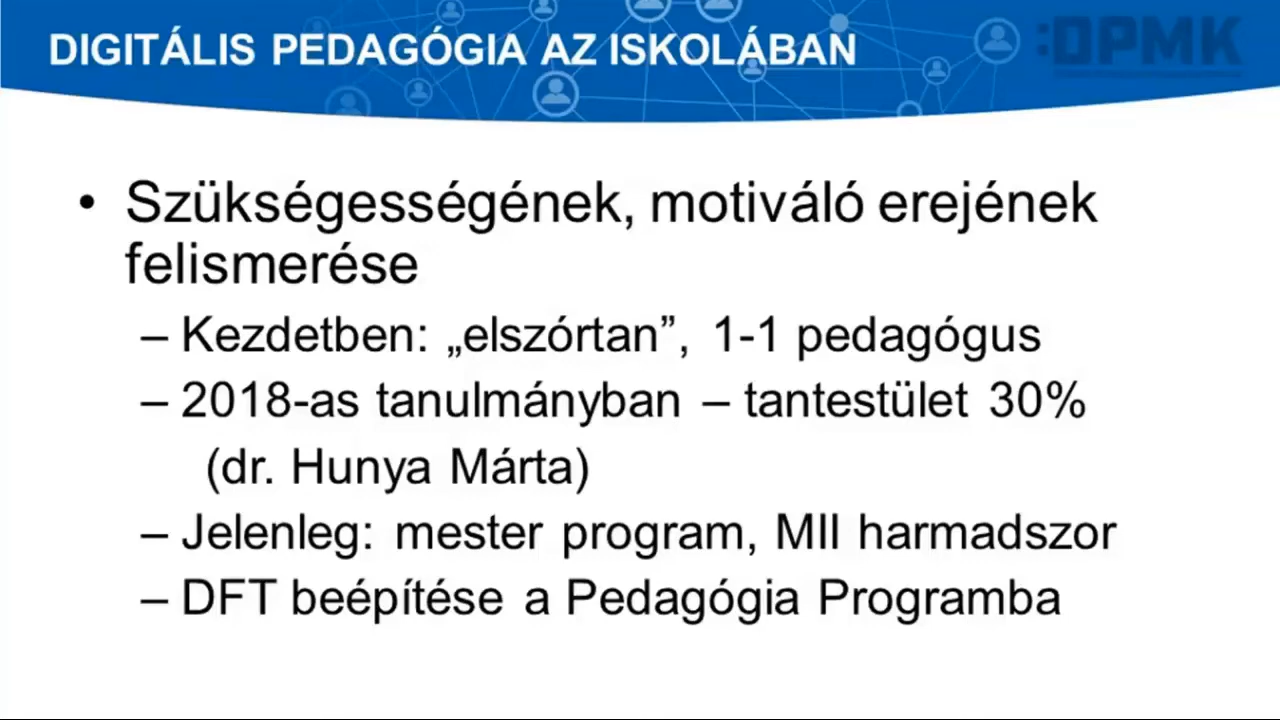 DIGITÁLIS PEDAGÓGIA AZ ISKOLÁBAN
:DPMK
• Szükségességének, motiváló erejének
felismerése
– Kezdetben: „elszórtan”, 1-1 pedagógus
– 2018-as tanulmányban – tantestület 30%
(dr. Hunya Márta)
– Jelenleg: mester program, MII harmadszor
– DFT beépítése a Pedagógia Programba